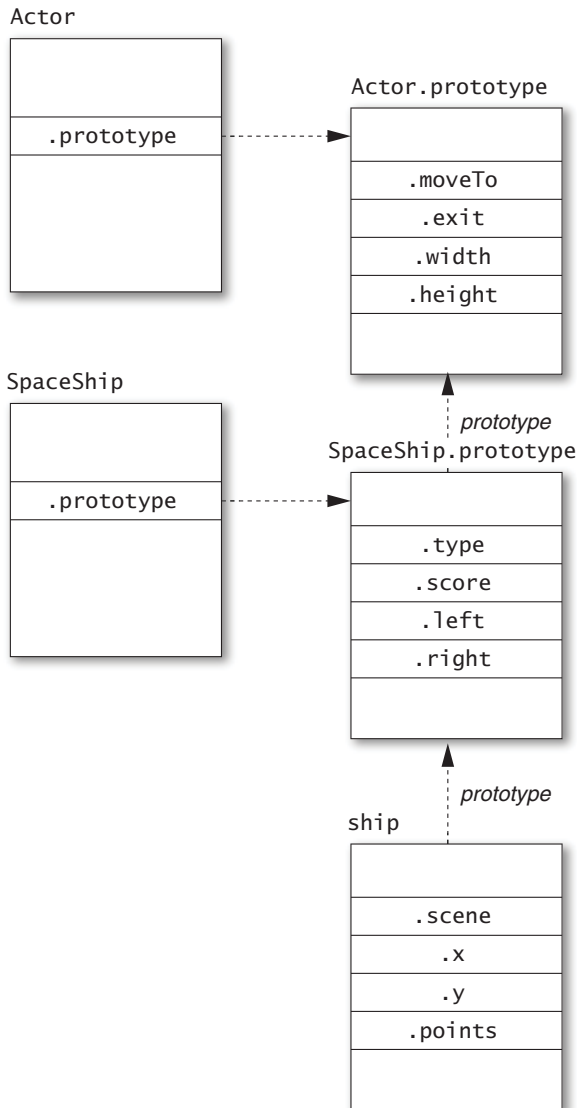 Actor
.prototype
Actor.prototype
.moveTo
.exit
.width
.height
SpaceShip
.prototype
prototype
SpaceShip.prototype
.type
.score
.left
.right
prototype
ship
.scene
.x
.y
.points